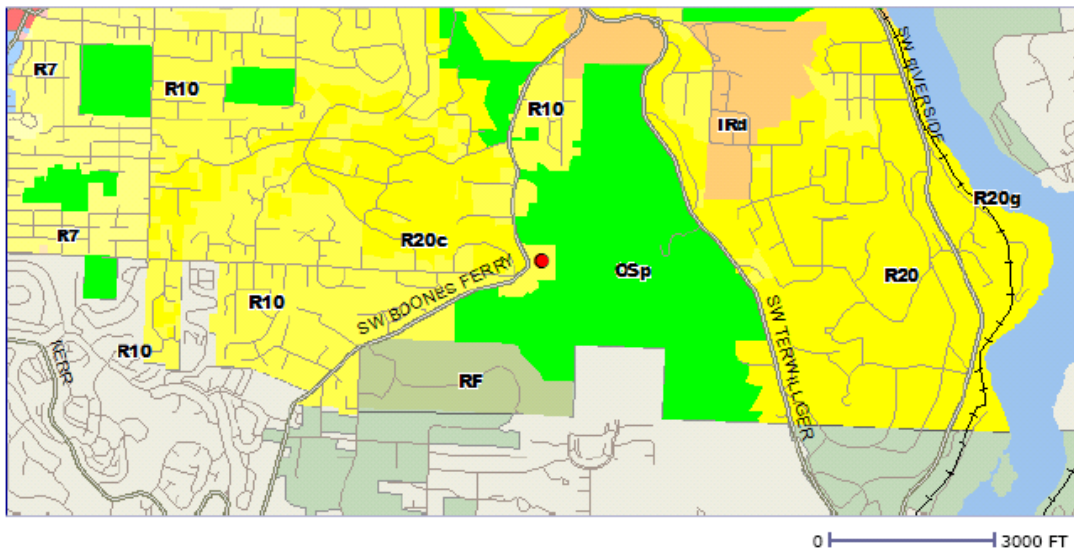 R7
R10
R10
IRd
SW RIVERSIDE
R20g
R7
R20c
SW BOONES FERRY
OSp
R20
R10
SW TERWILLIGER
KERR
R10
RF
0
3000 FT